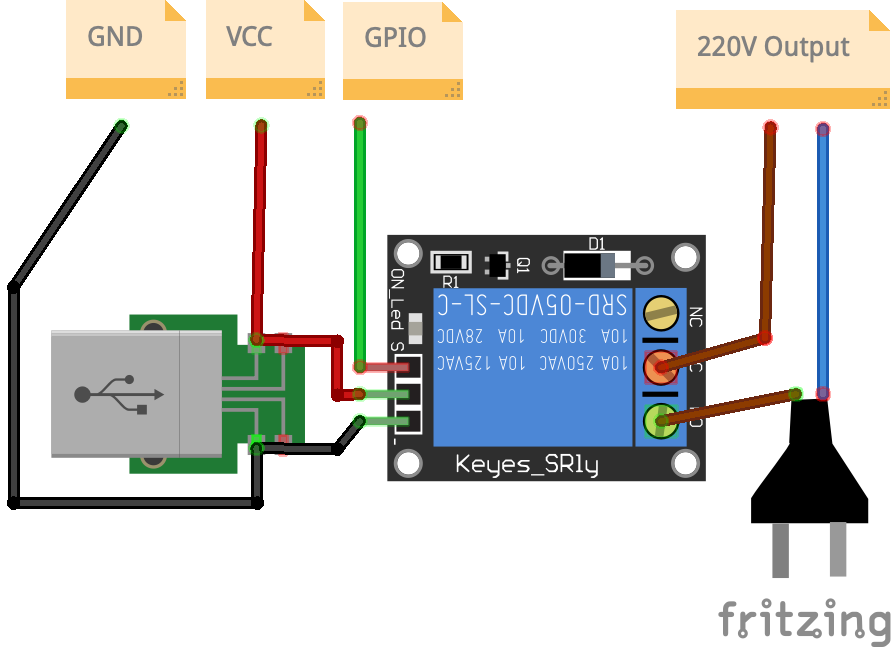 GND
VCC
GPIO
220V Output
D1
Q1
R1
ON_Led
S
SRD-05VDC-SL-C
10A 30VDC 10A 28VDC
10A 250VAC 10A 125VAC
NC
C
-
Keyes_SRly
fritzing